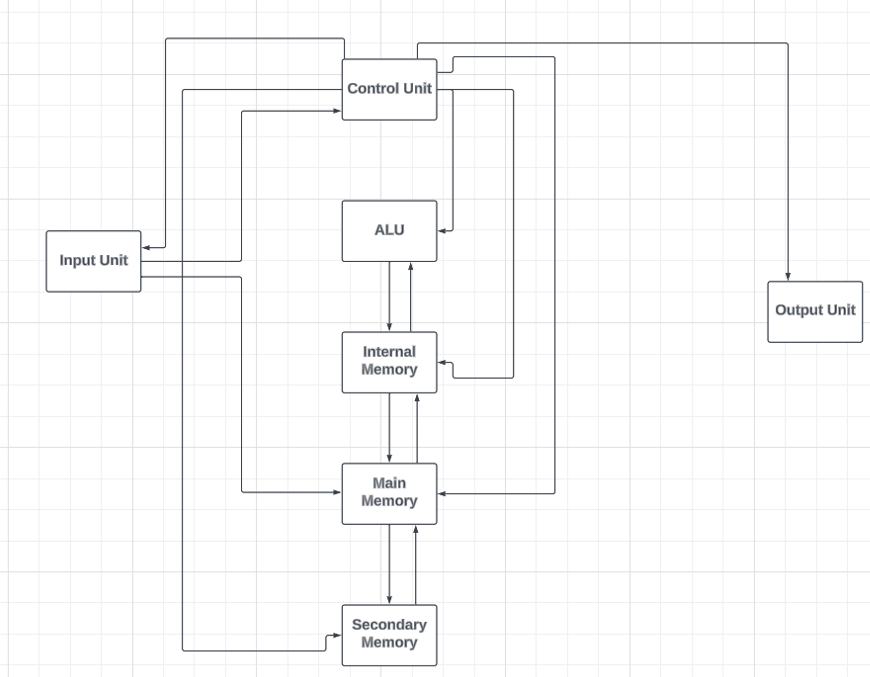 Control Unit
ALU
Input Unit
Output Unit
Internal
Memory
Main
Memory
Secondary
Memory